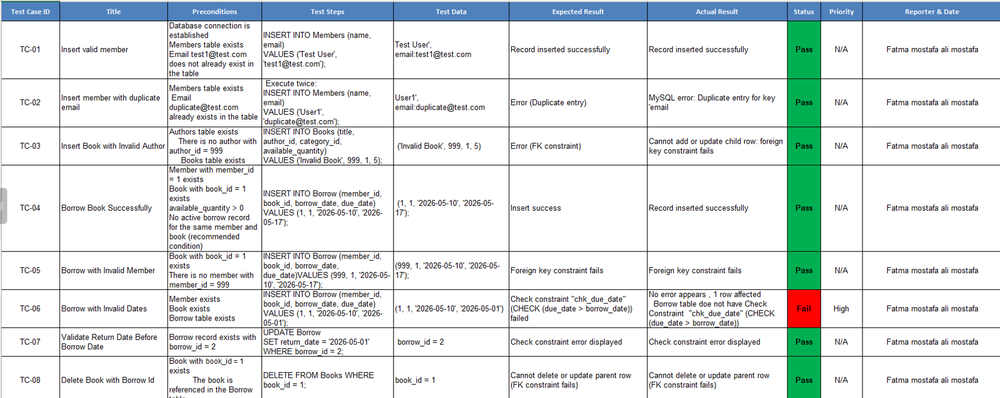 Test Case ID Title Preconditions Test Steps Test Data Expected Result Actual Result Status Priority Reporter & Date
TC-01
Insert valid member
Database connection is
established
Members table exists
Email test1@test.com
does not already exist in
the table
INSERT INTO Members (name,
email)
VALUES ('Test User',
'test1@test.com');
Test User',
email:test1@test.com
Record inserted successfully
Record inserted successfully
Pass
N/A
Fatma mostafa ali mostafa
TC-02
Insert member with duplicate
email
Members table exists
Email
duplicate@test.com
already exists in the table
Execute twice:
INSERT INTO Members (name,
email)
VALUES ('User1',
'duplicate@test.com');
User1',
email:duplicate@test.com
Error (Duplicate entry)
MySQL error: Duplicate entry for key
'email
Pass
N/A
Fatma mostafa ali mostafa
TC-03
Insert Book with Invalid Author
Authors table exists
There is no author with
author_id = 999
Books table exists
INSERT INTO Books (title,
author_id, category_id,
available_quantity)
VALUES ('Invalid Book', 999, 1, 5);
('Invalid Book', 999, 1, 5)
Error (FK constraint)
Cannot add or update child row: foreign
key constraint fails
Pass
N/A
Fatma mostafa ali mostafa
TC-04
Borrow Book Successfully
Member with member_id
= 1 exists
Book with book_id = 1
exists
available_quantity > 0
No active borrow record
for the same member and
book (recommended
condition)
INSERT INTO Borrow (member_id,
book_id, borrow_date, due_date)
VALUES (1, 1, '2026-05-10', '2026-
05-17');
(1, 1, '2026-05-10', '2026-05-
17');
Insert success
Record inserted successfully
Pass
N/A
Fatma mostafa ali mostafa
TC-05
Borrow with Invalid Member
Book with book_id = 1
exists
There is no member with
member_id = 999
INSERT INTO Borrow (member_id,
book_id, borrow_date,
due_date)VALUES (999, 1, '2026-05-
10', '2026-05-17');
(999, 1, '2026-05-10', '2026-05-
17');
Foreign key constraint fails
Foreign key constraint fails
Pass
N/A
Fatma mostafa ali mostafa
TC-06
Borrow with Invalid Dates
Member exists
Book exists
Borrow table exists
INSERT INTO Borrow (member_id,
book_id, borrow_date, due_date)
VALUES (1, 1, '2026-05-10', '2026-
05-01');
(1, 1, '2026-05-10', '2026-05-01')
Check constraint "chk_due_date"
(CHECK (due_date > borrow_date))
failed
No error appears , 1 row affected
Borrow table doe not have Check
Constraint "chk_due_date" (CHECK
(due_date > borrow_date))
Fail
High
Fatma mostafa ali mostafa
TC-07
Validate Return Date Before
Borrow Date
Borrow record exists with
borrow_id = 2
UPDATE Borrow
SET return_date = '2026-05-01'
WHERE borrow_id = 2;
borrow_id = 2
Check constraint error displayed
Check constraint error displayed
Pass
N/A
Fatma mostafa ali mostafa
TC-08
Delete Book with Borrow Id
Book with book_id = 1
exists
The book is
referenced in the Borrow
DELETE FROM Books WHERE
book_id = 1;
book_id = 1
Cannot delete or update parent row
(FK constraint fails)
Cannot delete or update parent row
(FK constraint fails)
Pass
N/A
Fatma mostafa ali mostafa